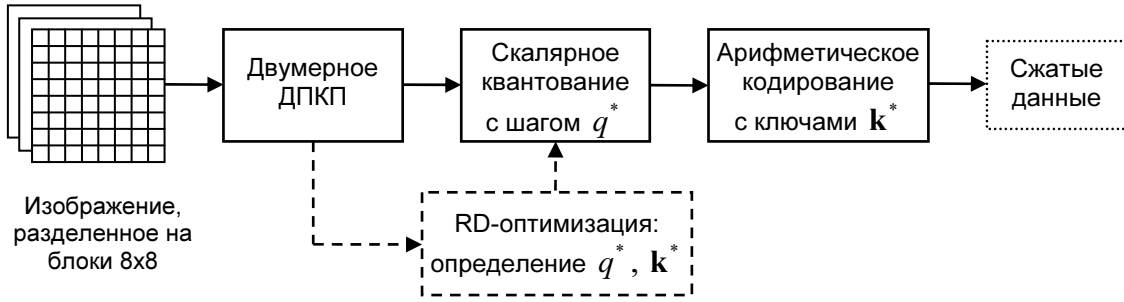 Изображение,
разделенное на
блоки 8x8
Двумерное
ДПКП
Скалярное
квантование
с шагом q*
Арифметическое
кодирование
с ключами k*
Сжатые
данные
RD-оптимизация:
определение q*, k*